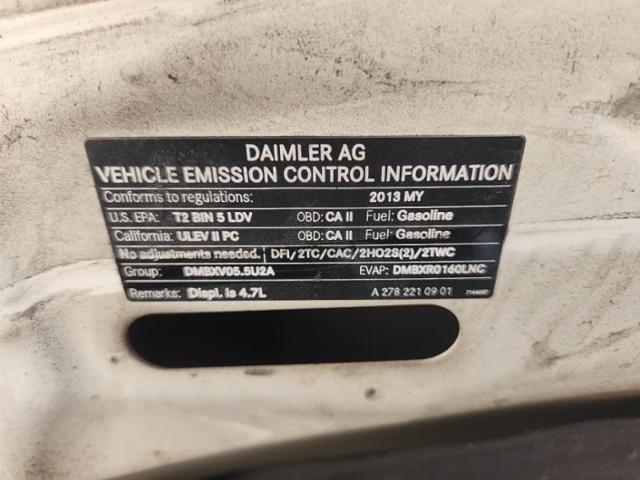 DAIMLER AG
VEHICLE EMISSION CONTROL INFORMATION
Conforms to regulations: 2013 MY
U.S. EPA: T2 BIN 5 LDV OBD: CA II Fuel: Gasoline
California: ULEV II PC OBD: CA II Fuel: Gasoline
No adjustments needed. DFI/2TC/CAC/2HO2S(2)/2TWC
Group: DMBXV05.5U2A EVAP: DMBXR0160LNC
Remarks: Displ. is 4.7L A 278 221 09 01